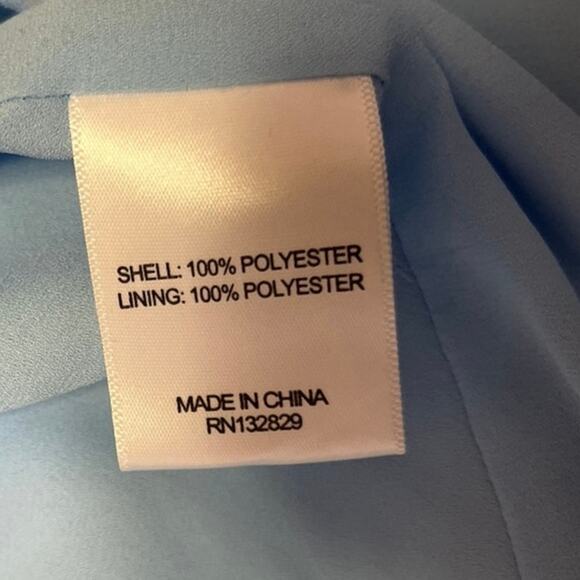 SHELL: 100% POLYESTER
LINING: 100% POLYESTER
MADE IN CHINA
RN132829